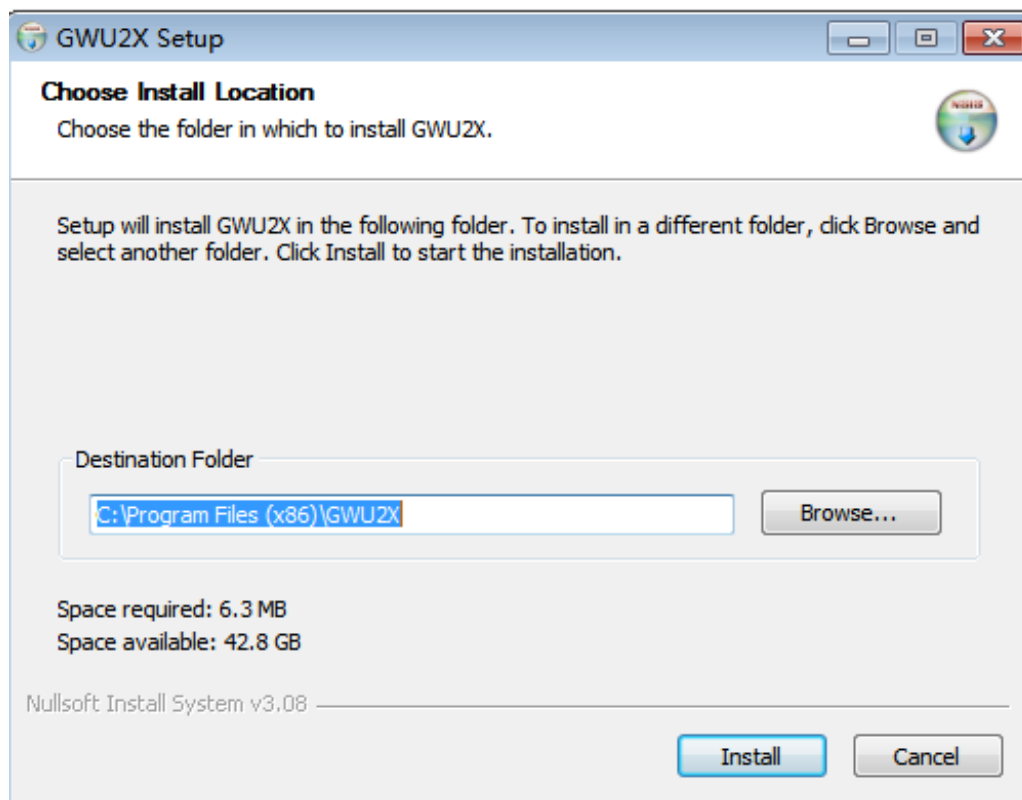 GWU2X Setup
Choose Install Location
Choose the folder in which to install GWU2X.
Setup will install GWU2X in the following folder. To install in a different folder, click Browse and
select another folder. Click Install to start the installation.
Destination Folder
C:\Program Files (x86)\GWU2X
Browse...
Space required: 6.3 MB
Space available: 42.8 GB
Nullsoft Install System v3.08
Install
Cancel